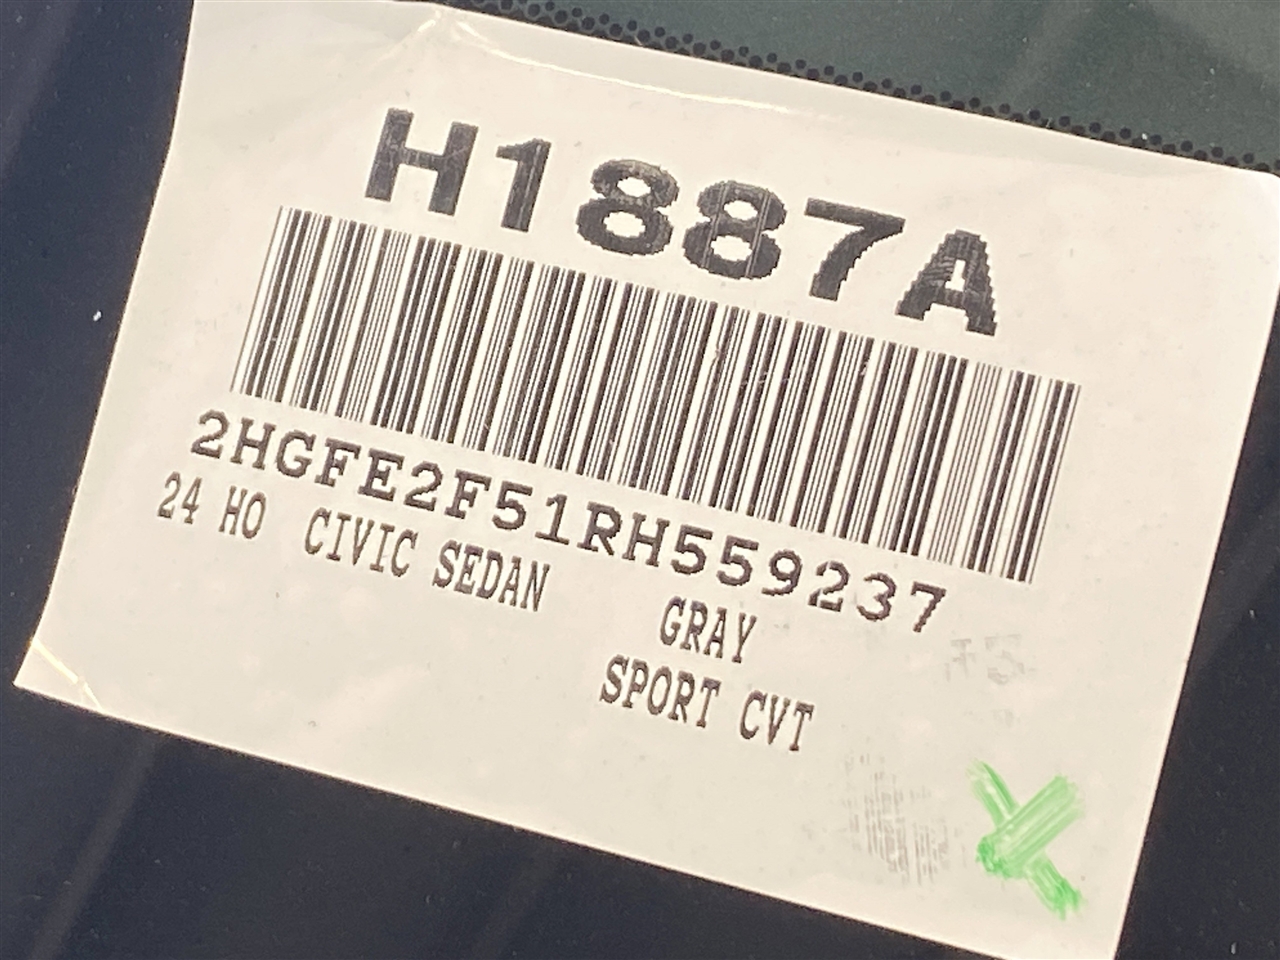 H1887A
2HGFE2F51RH559237
24 HO CIVIC SEDAN GRAY
SPORT CVT